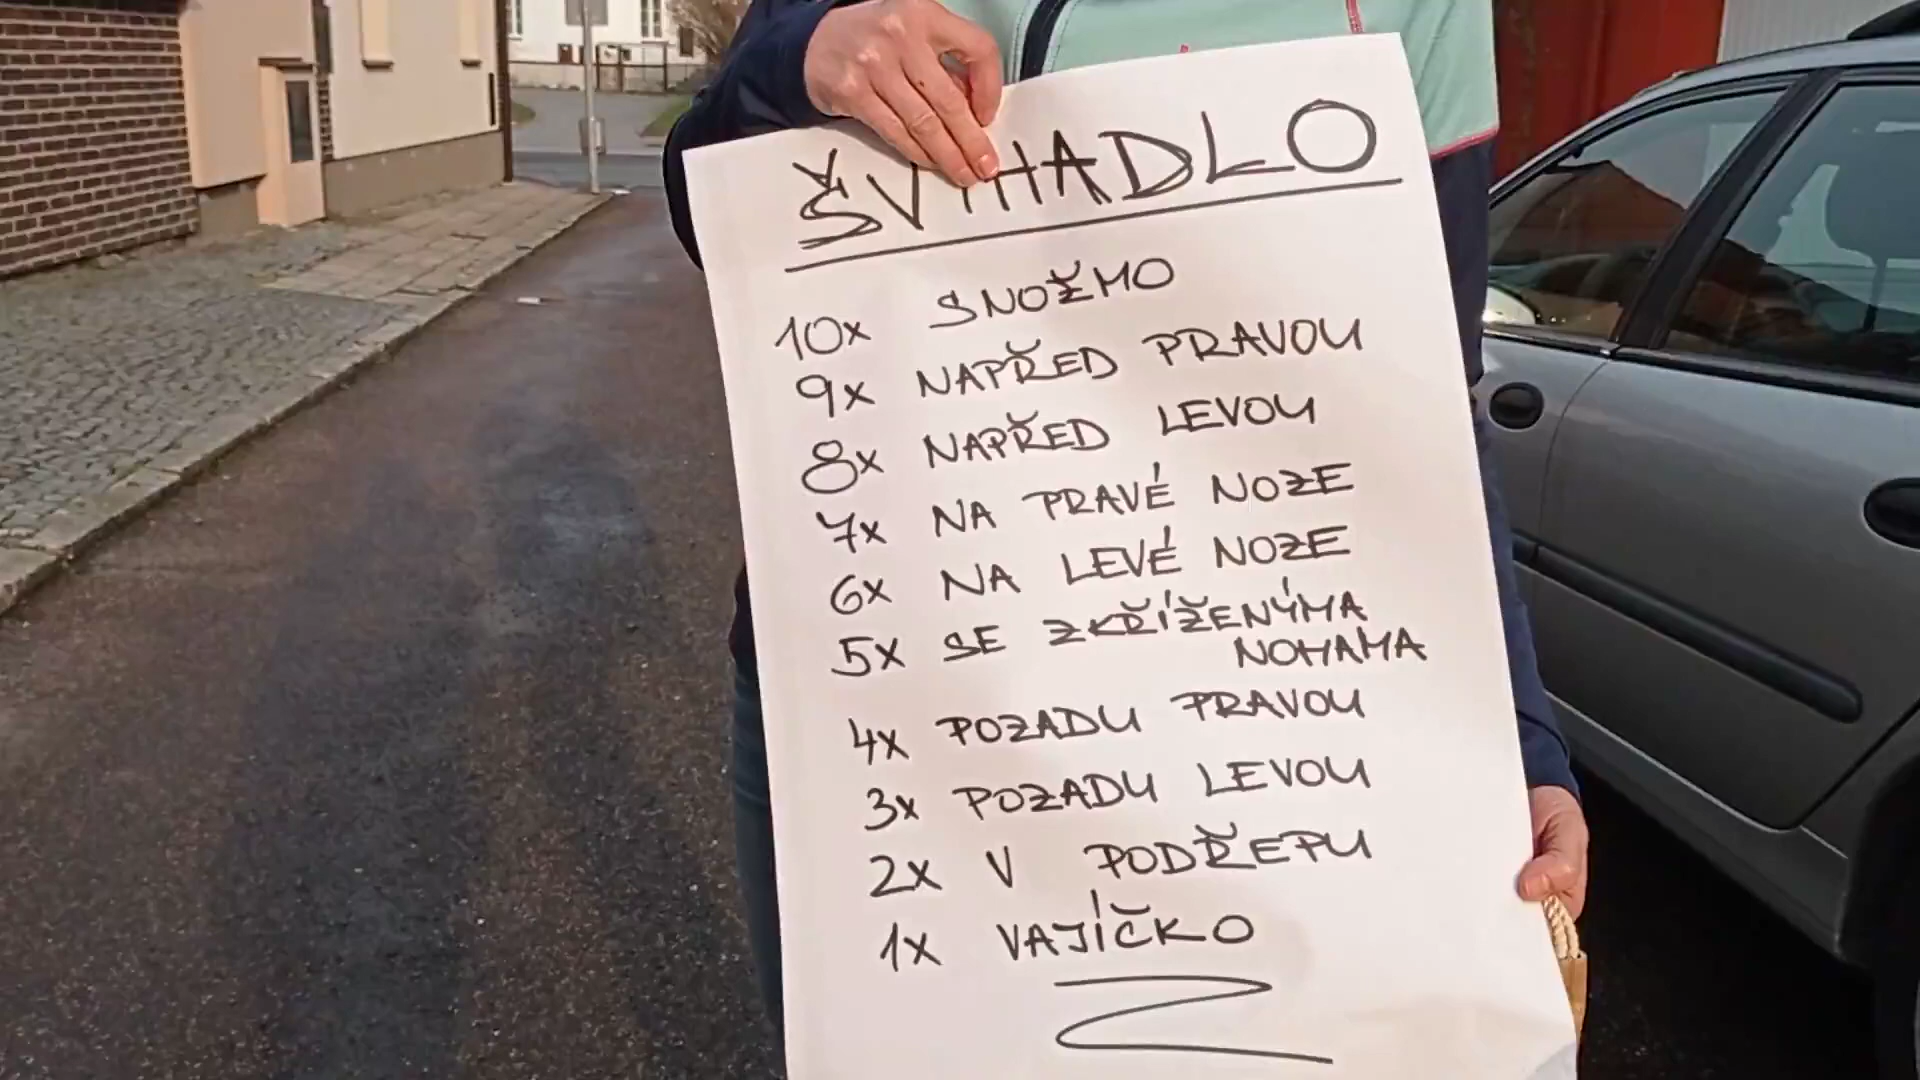 ŠVIHADLO
10x SNOŽMO
9x NAPŘED PRAVOU
8x NAPŘED LEVOU
7x NA PRAVÉ NOZE
6x NA LEVÉ NOZE
5x SE ZKŘÍŽENÝMA
NOHAMA
4x POZADU PRAVOU
3x POZADU LEVOU
2x V PODŘEPU
1x VAJÍČKO